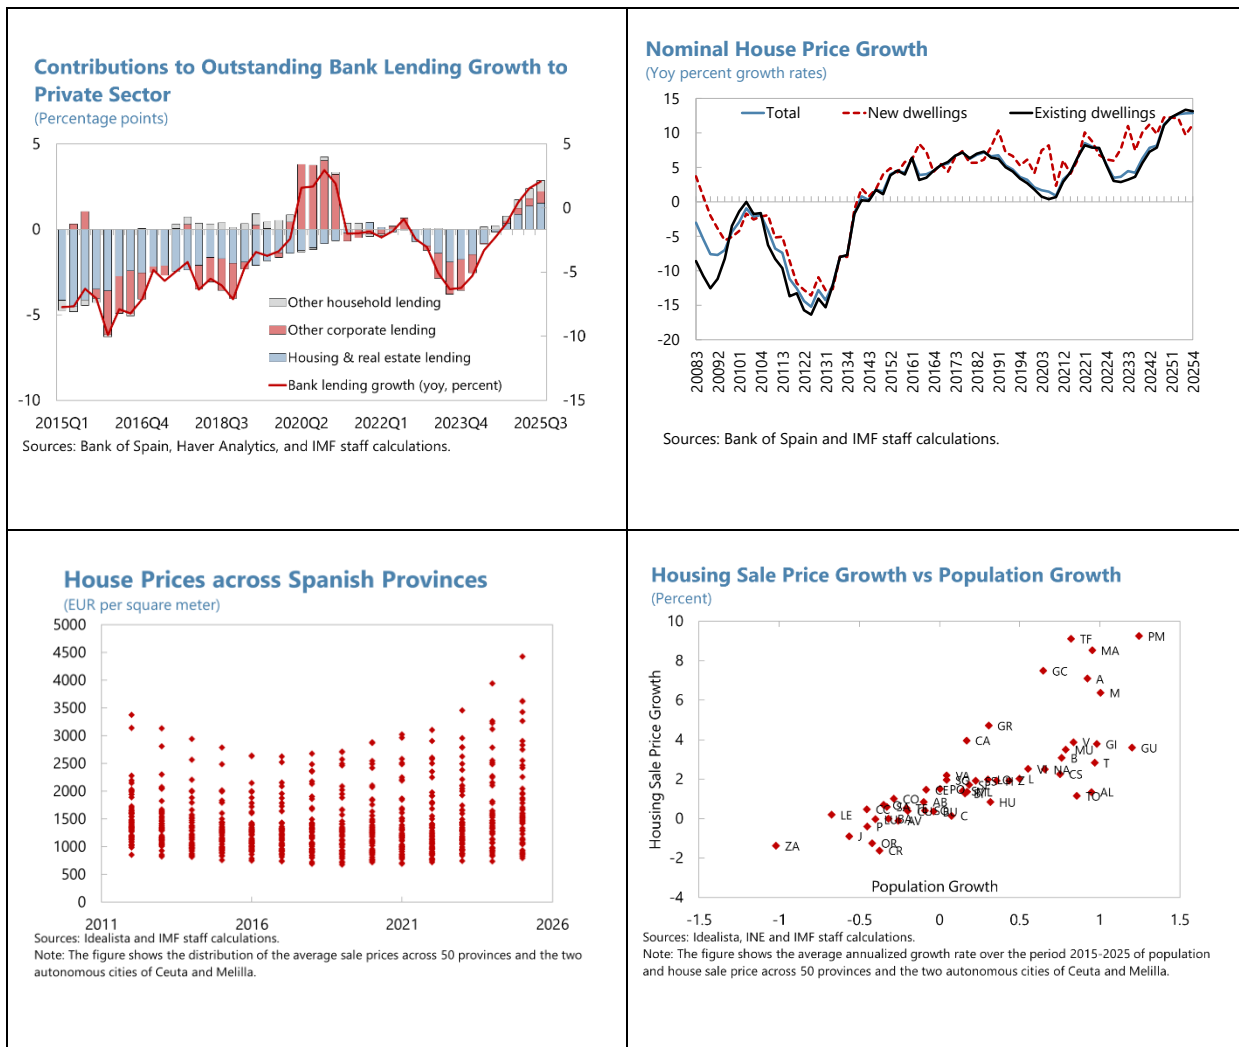 Contributions to Outstanding Bank Lending Growth to
Private Sector
(Percentage points)
5
0
-5
-10
5
0
-5
-10
-15
Other household lending
Other corporate lending
Housing & real estate lending
Bank lending growth (yoy, percent)
2015Q1 2016Q4 2018Q3 2020Q2 2022Q1 2023Q4 2025Q3
Sources: Bank of Spain, Haver Analytics, and IMF staff calculations.
Nominal House Price Growth
(Yoy percent growth rates)
15
10
5
0
-5
-10
-15
-20
Total New dwellings Existing dwellings
20083 20092 20101 20104 20113 20122 20131 20134 20143 20152 20161 20164 20173 20182 20191 20194 20203 20212 20221 20224 20233 20242 20251 20254
Sources: Bank of Spain and IMF staff calculations.
House Prices across Spanish Provinces
(EUR per square meter)
5000
4500
4000
3500
3000
2500
2000
1500
1000
500
0
2011 2016 2021 2026
Sources: Idealista and IMF staff calculations.
Note: The figure shows the distribution of the average sale prices across 50 provinces and the two
autonomous cities of Ceuta and Melilla.
Housing Sale Price Growth vs Population Growth
(Percent)
Housing Sale Price Growth
10
8
6
4
2
0
-2
-4
TF
PM
MA
GC
A
M
GR
CA
V
GI
GU
MU
B
T
VI
NA
CS
VA
L
Z
CE
AL
TO
HU
CO
AB
C
LE
P
AV
J
OR
CR
ZA
Population Growth
-1.5 -1 -0.5 0 0.5 1 1.5
Sources: Idealista, INE and IMF staff calculations.
Note: The figure shows the average annualized growth rate over the period 2015-2025 of population
and house sale price across 50 provinces and the two autonomous cities of Ceuta and Melilla.